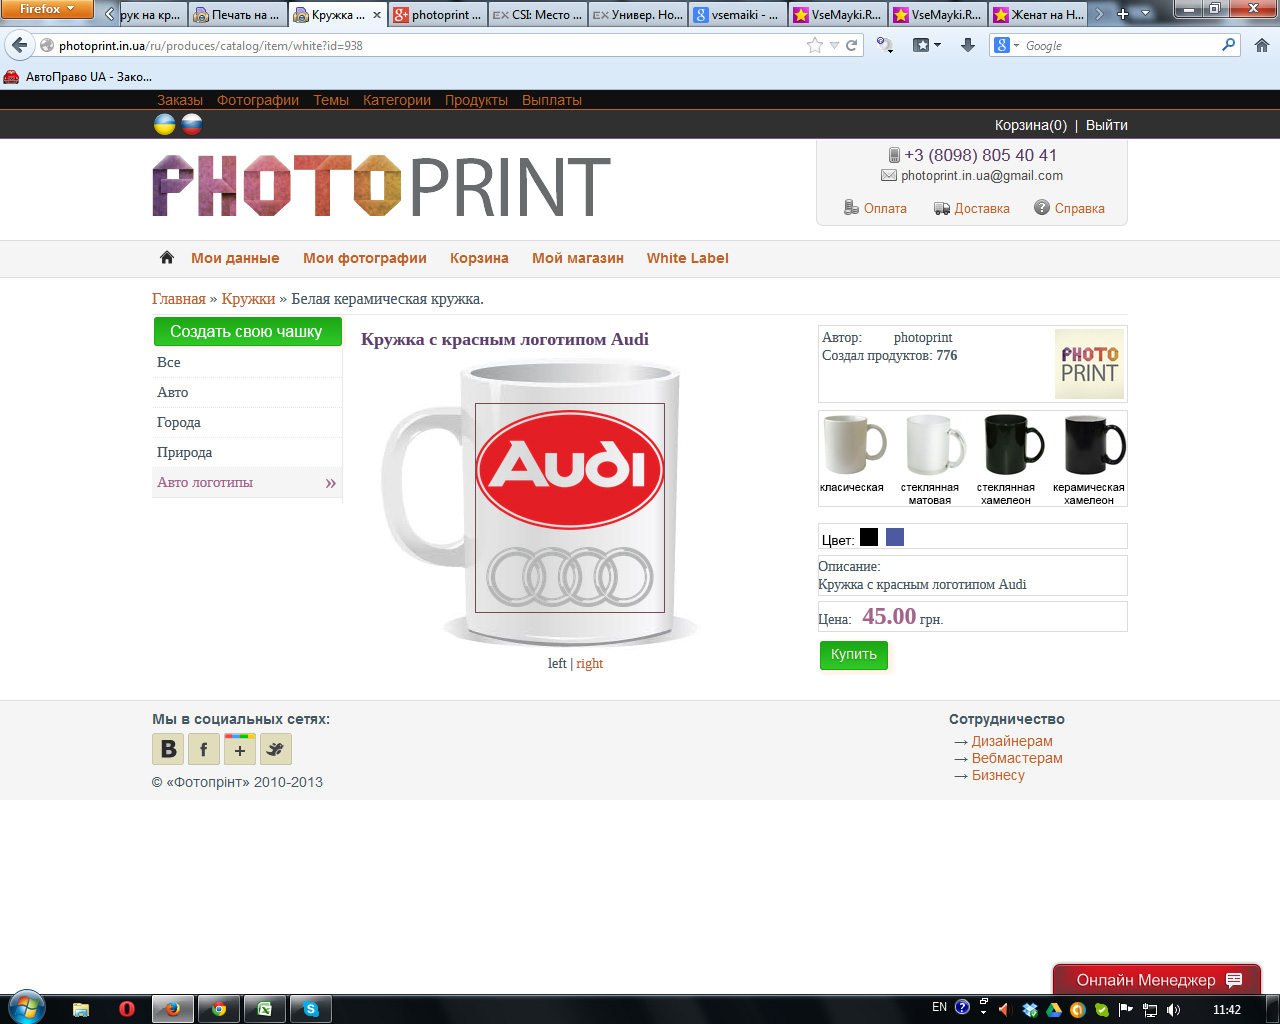 Firefox
рук на кр...
Печать на ...
Кружка ...
photoprint ...
CSI: Место ...
Универ. Но...
vsemaiki - ...
VseMayki.R...
VseMayki.R...
Женат на Н...
photoprint.in.ua/ru/produces/catalog/item/white?id=938
Google
АвтоПраво UA - Зако...
Заказы Фотографии Темы Категории Продукты Выплаты
Корзина(0) | Выйти
PHOTOPRINT
+3 (8098) 805 40 41
photoprint.in.ua@gmail.com
Оплата Доставка Справка
Мои данные Мои фотографии Корзина Мой магазин White Label
Главная » Кружки » Белая керамическая кружка.
Создать свою чашку
Все
Авто
Города
Природа
Авто логотипы »
Кружка с красным логотипом Audi
Audi
left | right
Автор: photoprint
Создал продуктов: 776
PHOTO
PRINT
класическая
стеклянная
матовая
стеклянная
хамелеон
керамическая
хамелеон
Цвет:
Описание:
Кружка с красным логотипом Audi
Цена: 45.00 грн.
Купить
Мы в социальных сетях:
© «Фотопрінт» 2010-2013
Сотрудничество
→ Дизайнерам
→ Вебмастерам
→ Бизнесу
Онлайн Менеджер
EN
11:42